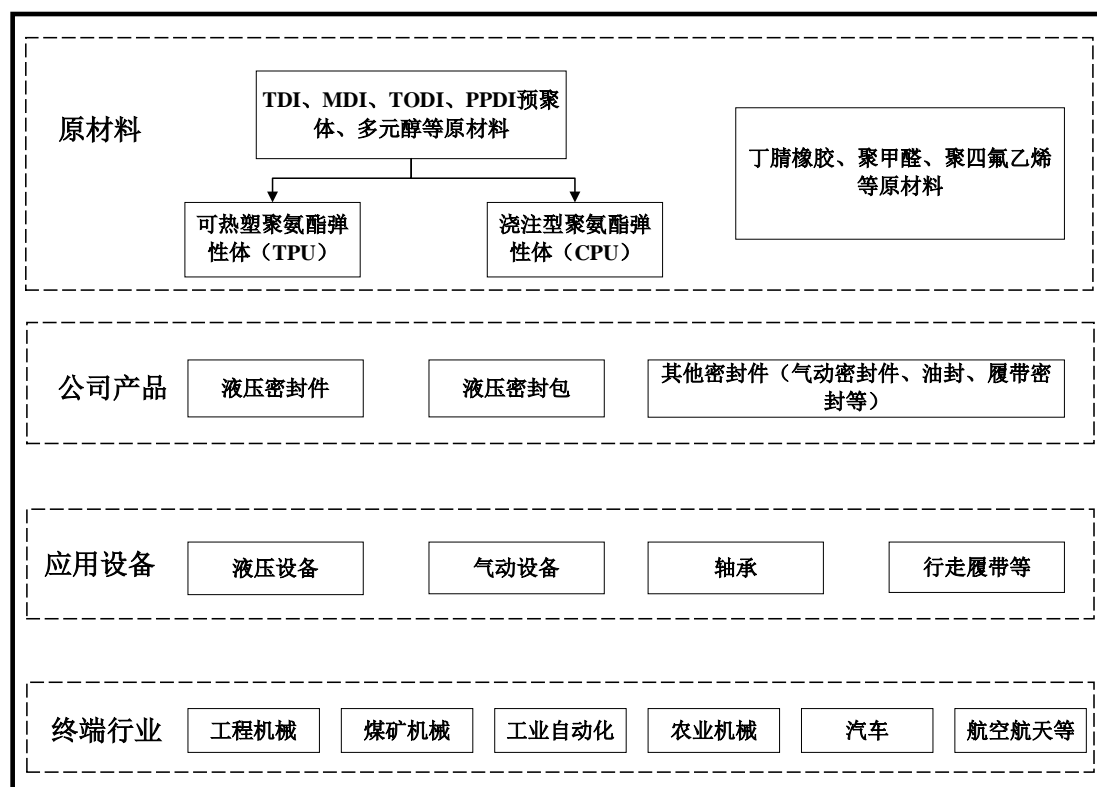 原材料
TDI、MDI、TODI、PPDI预聚
体、多元醇等原材料
丁腈橡胶、聚甲醛、聚四氟乙烯
等原材料
可热塑聚氨酯弹
性体（TPU）
浇注型聚氨酯弹
性体（CPU）
公司产品
液压密封件
液压密封包
其他密封件（气动密封件、油封、履带密
封等）
应用设备
液压设备
气动设备
轴承
行走履带等
终端行业
工程机械
煤矿机械
工业自动化
农业机械
汽车
航空航天等